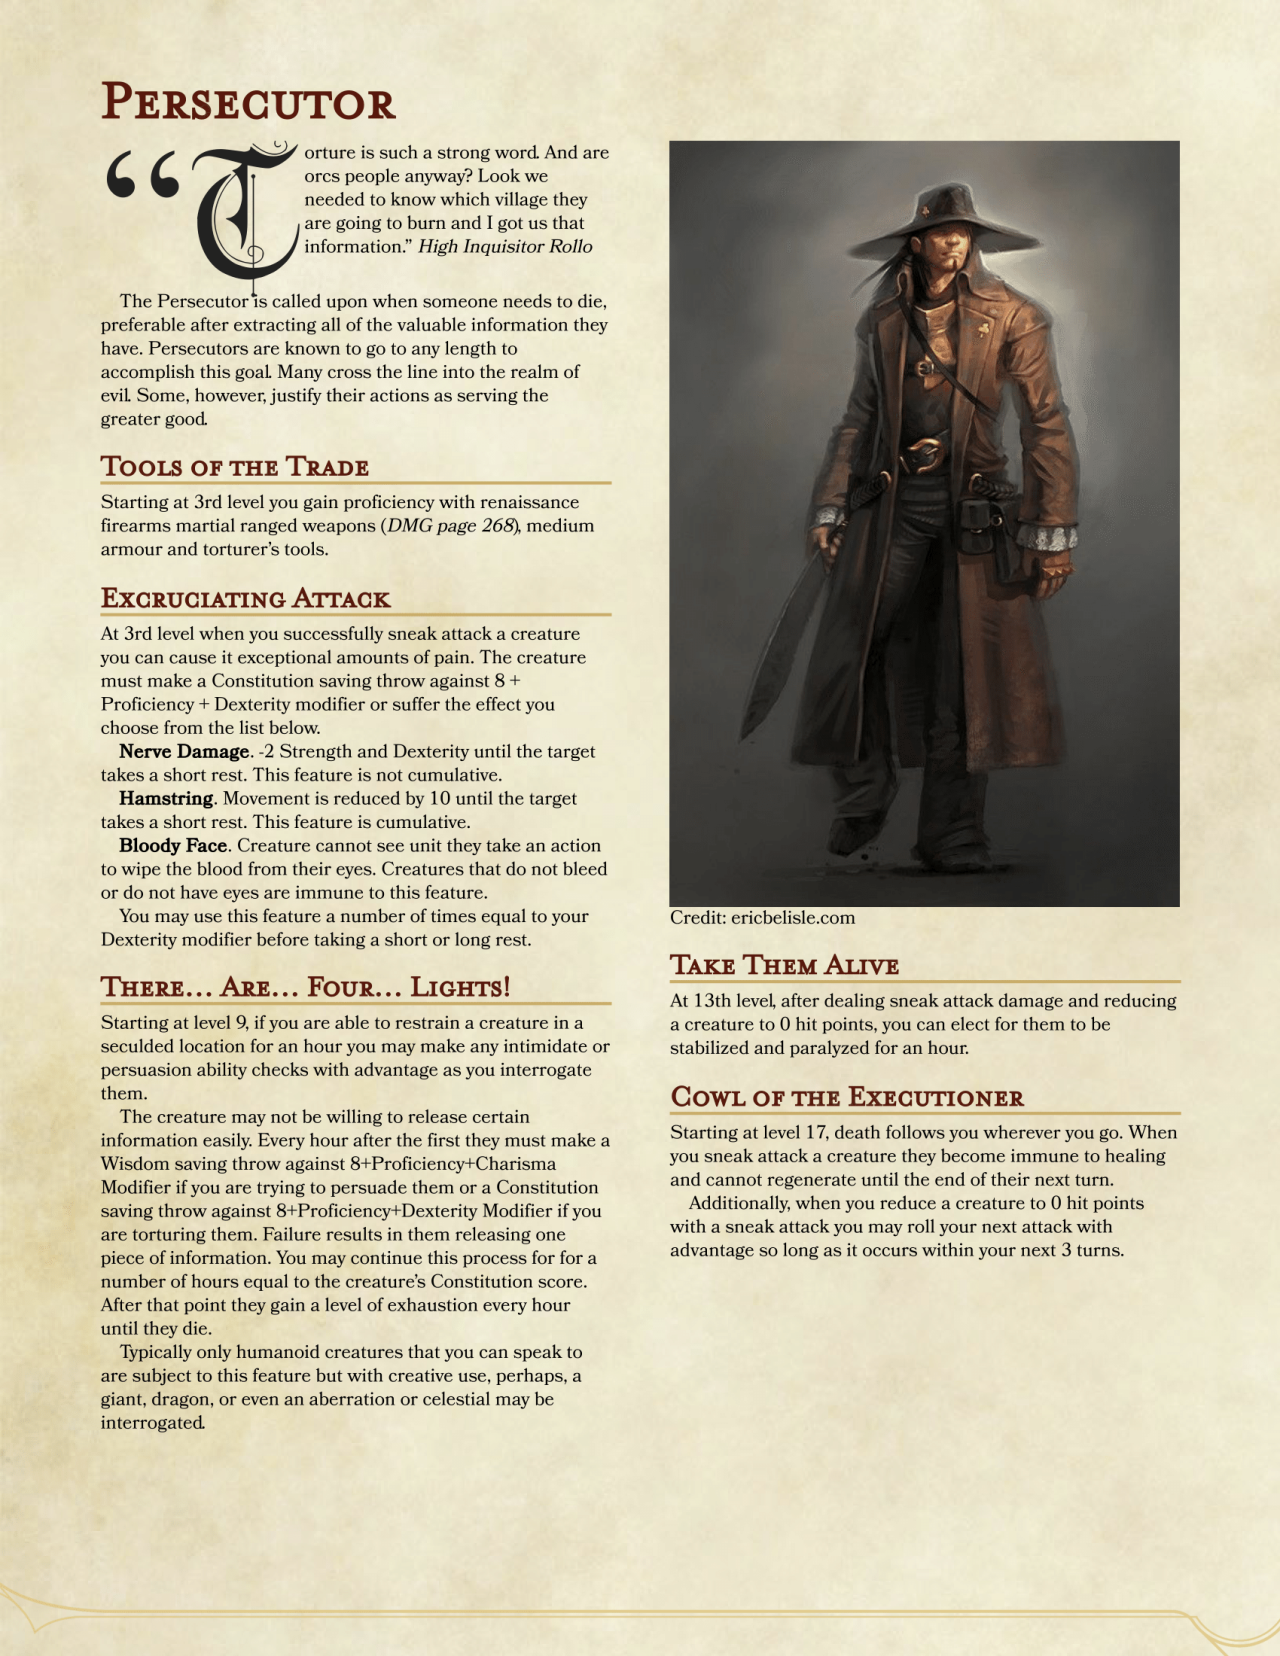 Persecutor
“Torture is such a strong word. And are
orcs people anyway? Look we
needed to know which village they
are going to burn and I got us that
information.” High Inquisitor Rollo
The Persecutor is called upon when someone needs to die,
preferable after extracting all of the valuable information they
have. Persecutors are known to go to any length to
accomplish this goal. Many cross the line into the realm of
evil. Some, however, justify their actions as serving the
greater good.
Tools of the Trade
Starting at 3rd level you gain proficiency with renaissance
firearms martial ranged weapons (DMG page 268), medium
armour and torturer’s tools.
Excruciating Attack
At 3rd level when you successfully sneak attack a creature
you can cause it exceptional amounts of pain. The creature
must make a Constitution saving throw against 8 +
Proficiency + Dexterity modifier or suffer the effect you
choose from the list below.
Nerve Damage. -2 Strength and Dexterity until the target
takes a short rest. This feature is not cumulative.
Hamstring. Movement is reduced by 10 until the target
takes a short rest. This feature is cumulative.
Bloody Face. Creature cannot see unit they take an action
to wipe the blood from their eyes. Creatures that do not bleed
or do not have eyes are immune to this feature.
You may use this feature a number of times equal to your
Dexterity modifier before taking a short or long rest.
There... Are... Four... Lights!
Starting at level 9, if you are able to restrain a creature in a
seculded location for an hour you may make any intimidate or
persuasion ability checks with advantage as you interrogate
them.
The creature may not be willing to release certain
information easily. Every hour after the first they must make a
Wisdom saving throw against 8+Proficiency+Charisma
Modifier if you are trying to persuade them or a Constitution
saving throw against 8+Proficiency+Dexterity Modifier if you
are torturing them. Failure results in them releasing one
piece of information. You may continue this process for for a
number of hours equal to the creature’s Constitution score.
After that point they gain a level of exhaustion every hour
until they die.
Typically only humanoid creatures that you can speak to
are subject to this feature but with creative use, perhaps, a
giant, dragon, or even an aberration or celestial may be
interrogated.
Credit: ericbelisle.com
Take Them Alive
At 13th level, after dealing sneak attack damage and reducing
a creature to 0 hit points, you can elect for them to be
stabilized and paralyzed for an hour.
Cowl of the Executioner
Starting at level 17, death follows you wherever you go. When
you sneak attack a creature they become immune to healing
and cannot regenerate until the end of their next turn.
Additionally, when you reduce a creature to 0 hit points
with a sneak attack you may roll your next attack with
advantage so long as it occurs within your next 3 turns.